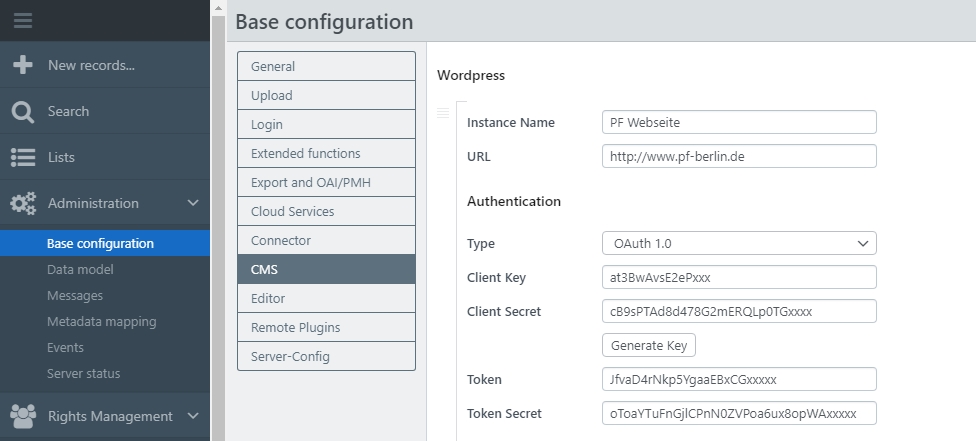 Base configuration
New records...
Search
Lists
Administration
Base configuration
Data model
Messages
Metadata mapping
Events
Server status
Rights Management
General
Upload
Login
Extended functions
Export and OAI/PMH
Cloud Services
Connector
CMS
Editor
Remote Plugins
Server-Config
Wordpress
Instance Name PF Webseite
URL http://www.pf-berlin.de
Authentication
Type OAuth 1.0
Client Key at3BwAvsE2ePxxx
Client Secret cB9sPTAd8d478G2mERQLp0TGxxxx
Generate Key
Token JfvaD4rNkp5YgaaEBxCGxxxxx
Token Secret oToaYTuFnGjlCPnN0ZVPoa6ux8opWAxxxxx